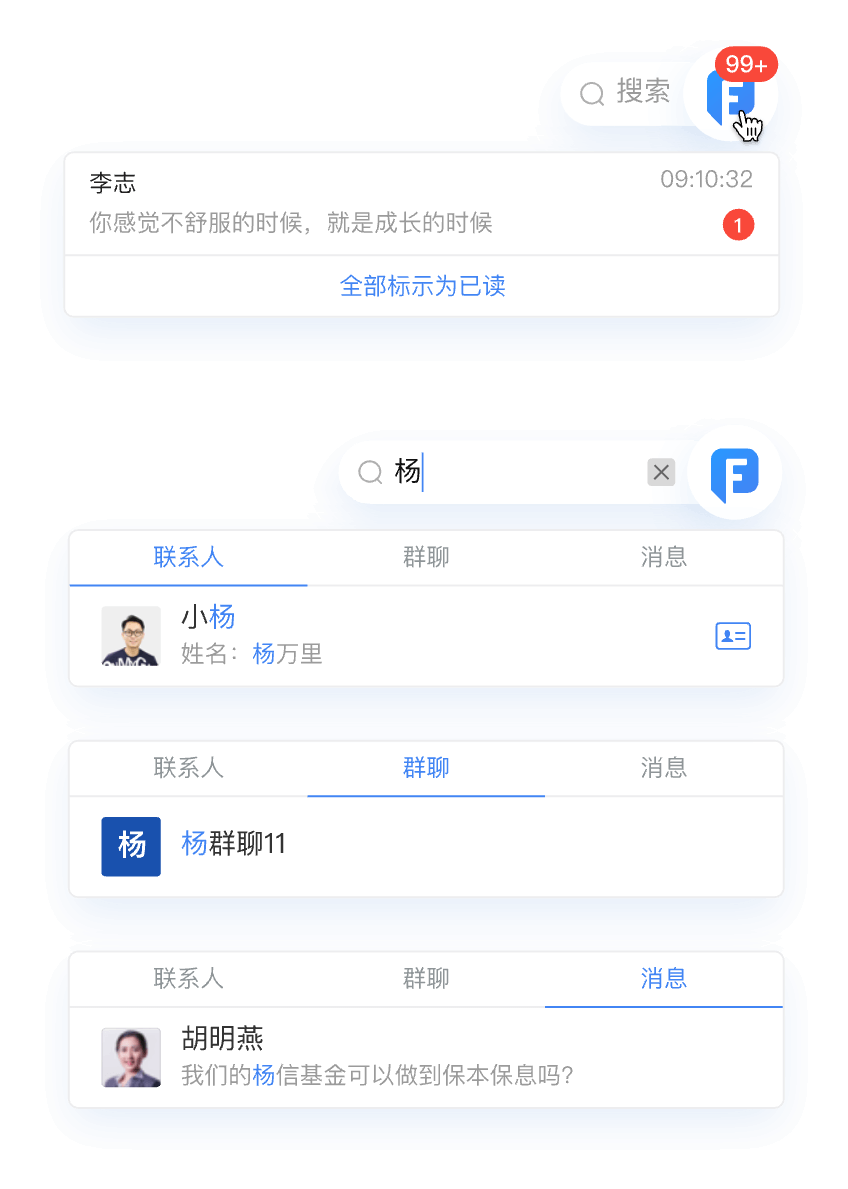 99+
搜索
李志
09:10:32
你感觉不舒服的时候，就是成长的时候
1
全部标示为已读
杨
联系人
群聊
消息
小杨
姓名：杨万里
联系人
群聊
消息
杨
杨群聊11
联系人
群聊
消息
胡明燕
我们的杨信基金可以做到保本保息吗?